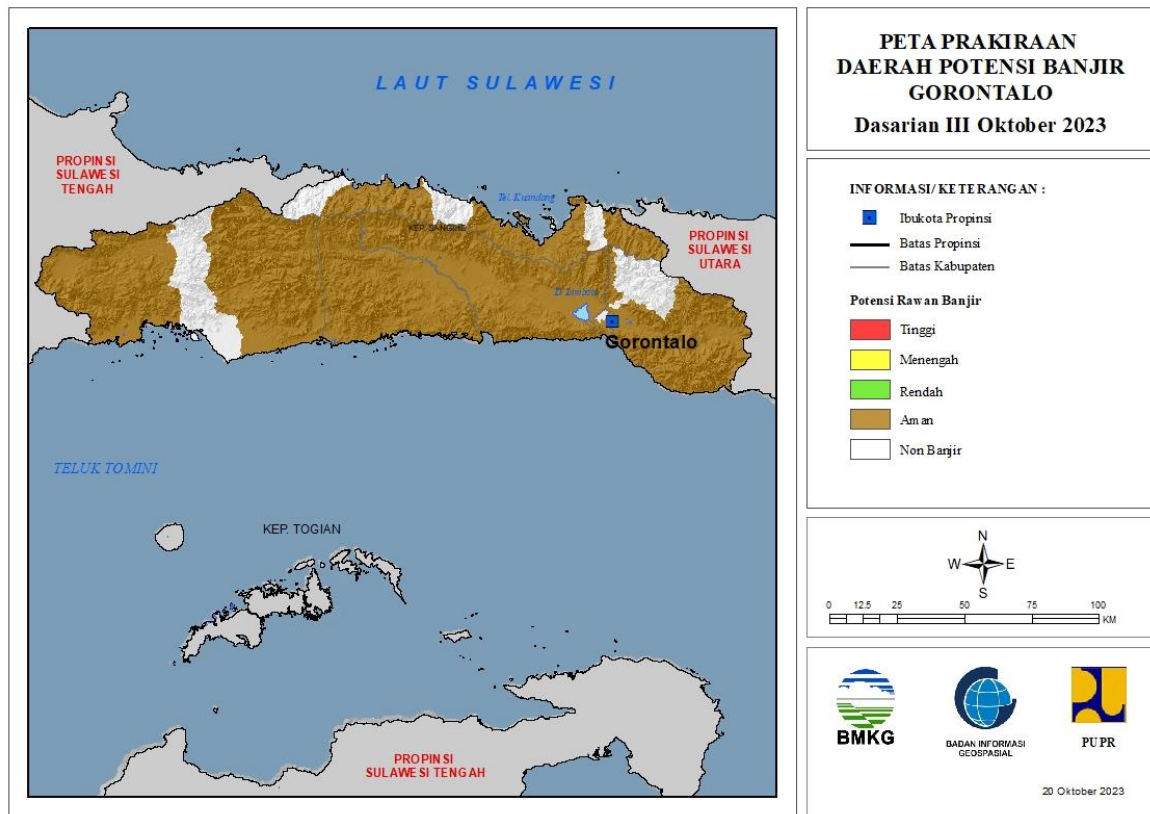 LAUT SULAWESI
PROPINSI
SULAWESI
TENGAH
Tel. Kuandang
KEP. SANGIHE
PROPINSI
SULAWESI
UTARA
Gorontalo
TELUK TOMINI
KEP. TOGIAN
PROPINSI
SULAWESI TENGAH
PETA PRAKIRAAN
DAERAH POTENSI BANJIR
GORONTALO
Dasarian III Oktober 2023
INFORMASI/ KETERANGAN :
Ibukota Propinsi
Batas Propinsi
Batas Kabupaten
Potensi Rawan Banjir
Tinggi
Menengah
Rendah
Aman
Non Banjir
N
W E
S
0 12.5 25 50 75 100
KM
BMKG
BADAN INFORMASI
GEOSPASIAL
PUPR
20 Oktober 2023